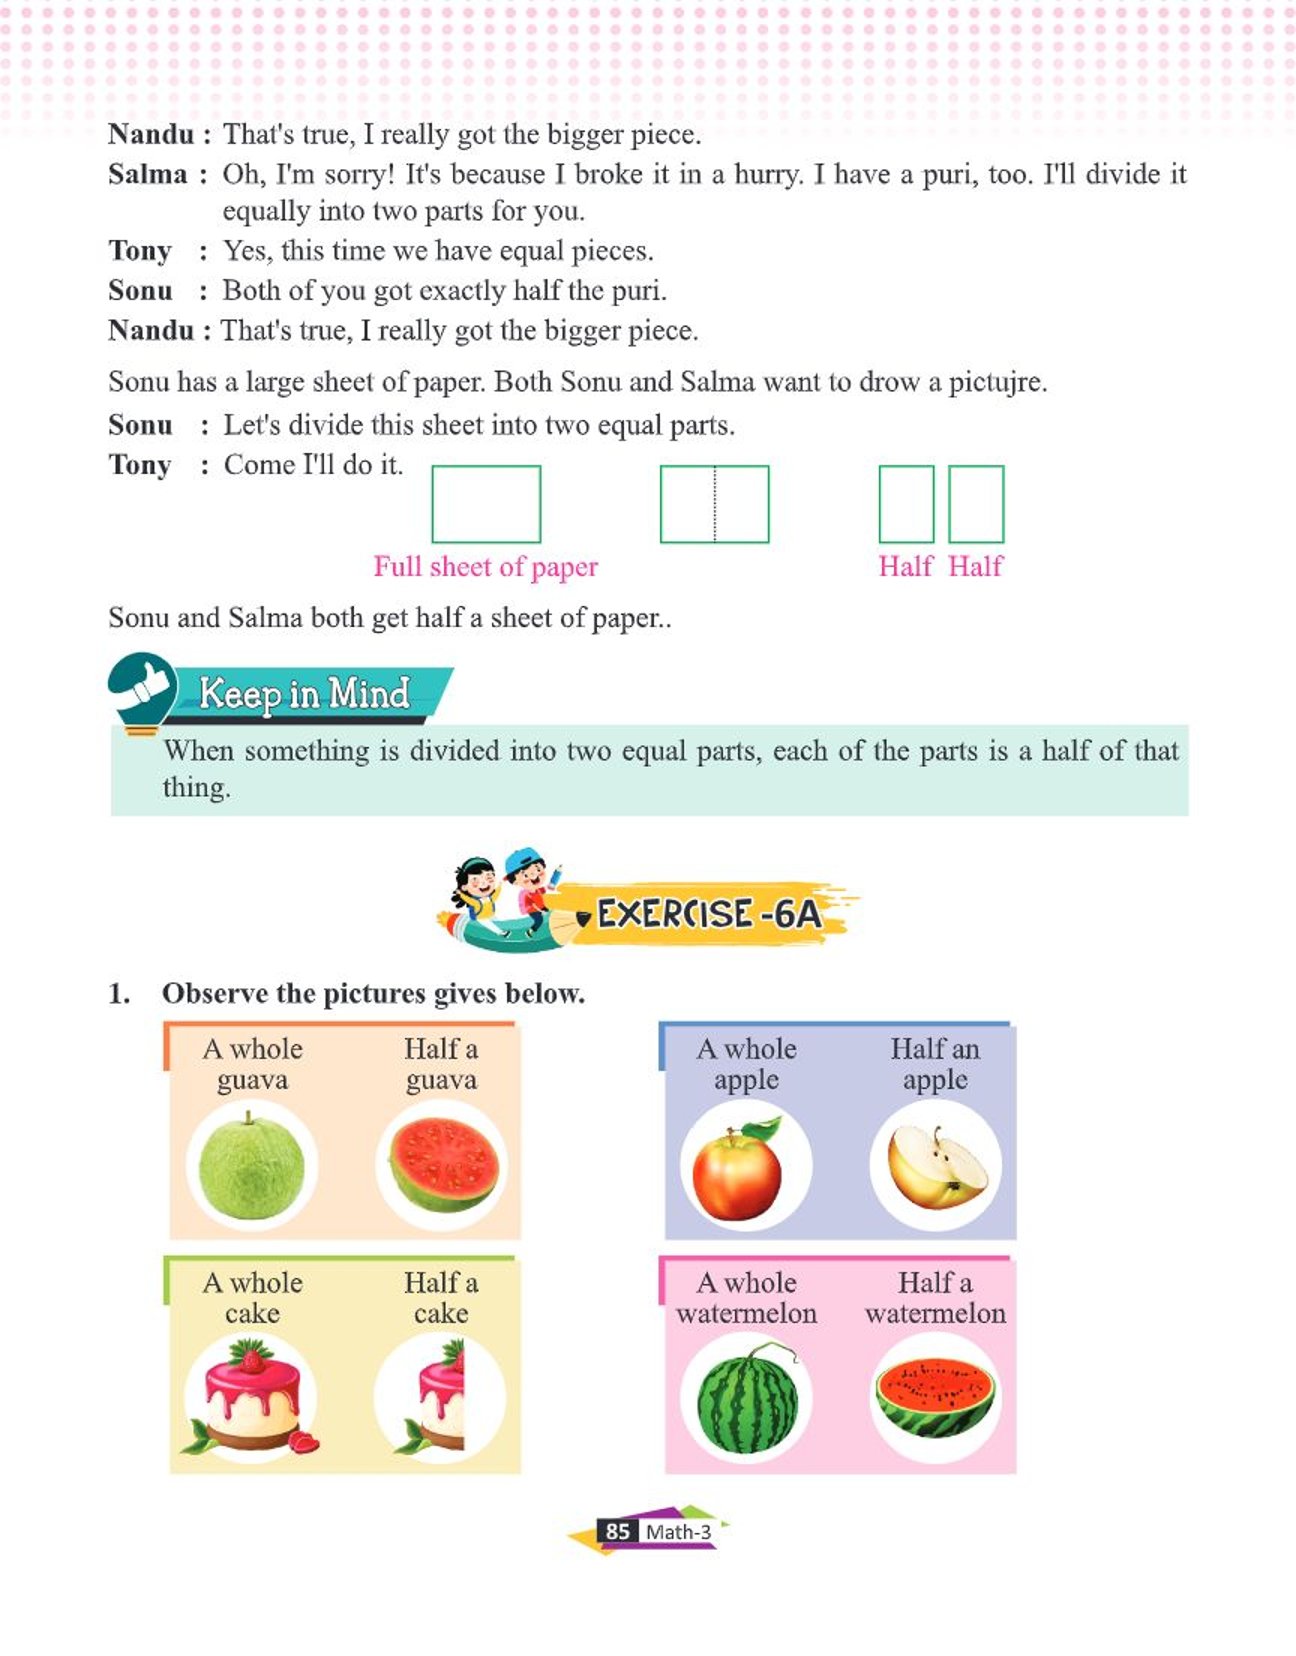 Nandu : That's true, I really got the bigger piece.
Salma : Oh, I'm sorry! It's because I broke it in a hurry. I have a puri, too. I'll divide it
equally into two parts for you.
Tony : Yes, this time we have equal pieces.
Sonu : Both of you got exactly half the puri.
Nandu : That's true, I really got the bigger piece.
Sonu has a large sheet of paper. Both Sonu and Salma want to drow a pictujre.
Sonu : Let's divide this sheet into two equal parts.
Tony : Come I'll do it.
Full sheet of paper
Half Half
Sonu and Salma both get half a sheet of paper..
Keep in Mind
When something is divided into two equal parts, each of the parts is a half of that
thing.
EXERCISE -6A
1. Observe the pictures gives below.
A whole
guava
Half a
guava
A whole
apple
Half an
apple
A whole
cake
Half a
cake
A whole
watermelon
Half a
watermelon
85 Math-3